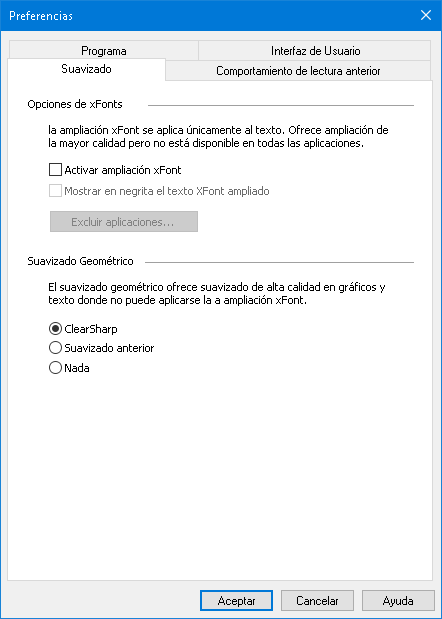 Preferencias
Programa
Interfaz de Usuario
Suavizado
Comportamiento de lectura anterior
Opciones de xFonts
la ampliación xFont se aplica únicamente al texto. Ofrece ampliación de
la mayor calidad pero no está disponible en todas las aplicaciones.
Activar ampliación xFont
Mostrar en negrita el texto XFont ampliado
Excluir aplicaciones...
Suavizado Geométrico
El suavizado geométrico ofrece suavizado de alta calidad en gráficos y
texto donde no puede aplicarse la a ampliación xFont.
ClearSharp
Suavizado anterior
Nada
Aceptar
Cancelar
Ayuda